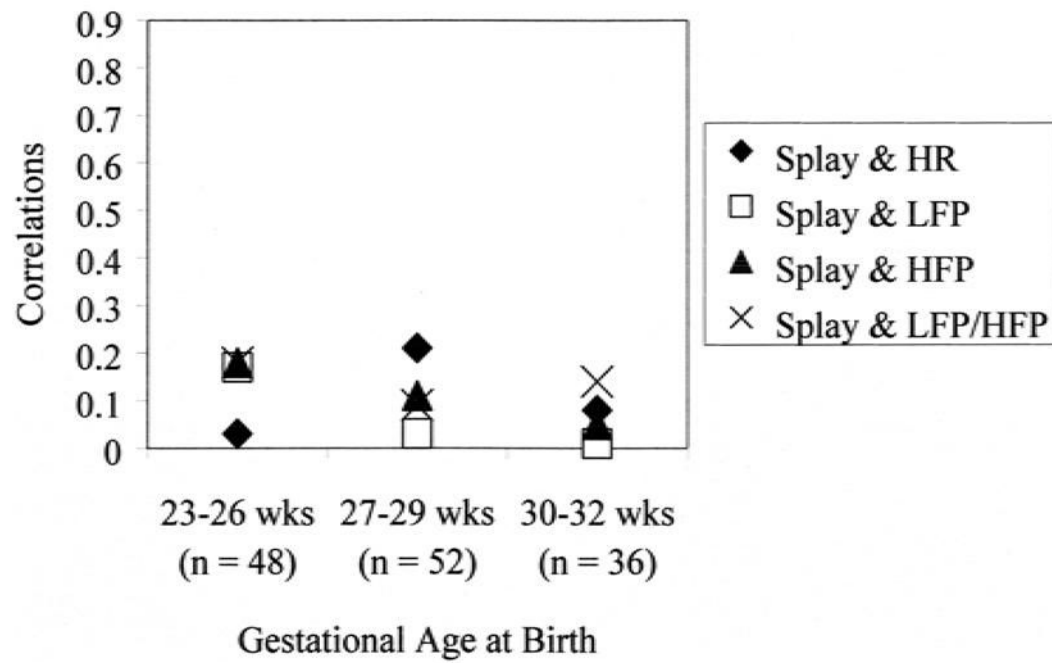 0.9
0.8
0.7
0.6
0.5
0.4
0.3
0.2
0.1
0
Correlations
23-26 wks 27-29 wks 30-32 wks
(n = 48) (n = 52) (n = 36)
Gestational Age at Birth
Splay & HR
Splay & LFP
Splay & HFP
Splay & LFP/HFP